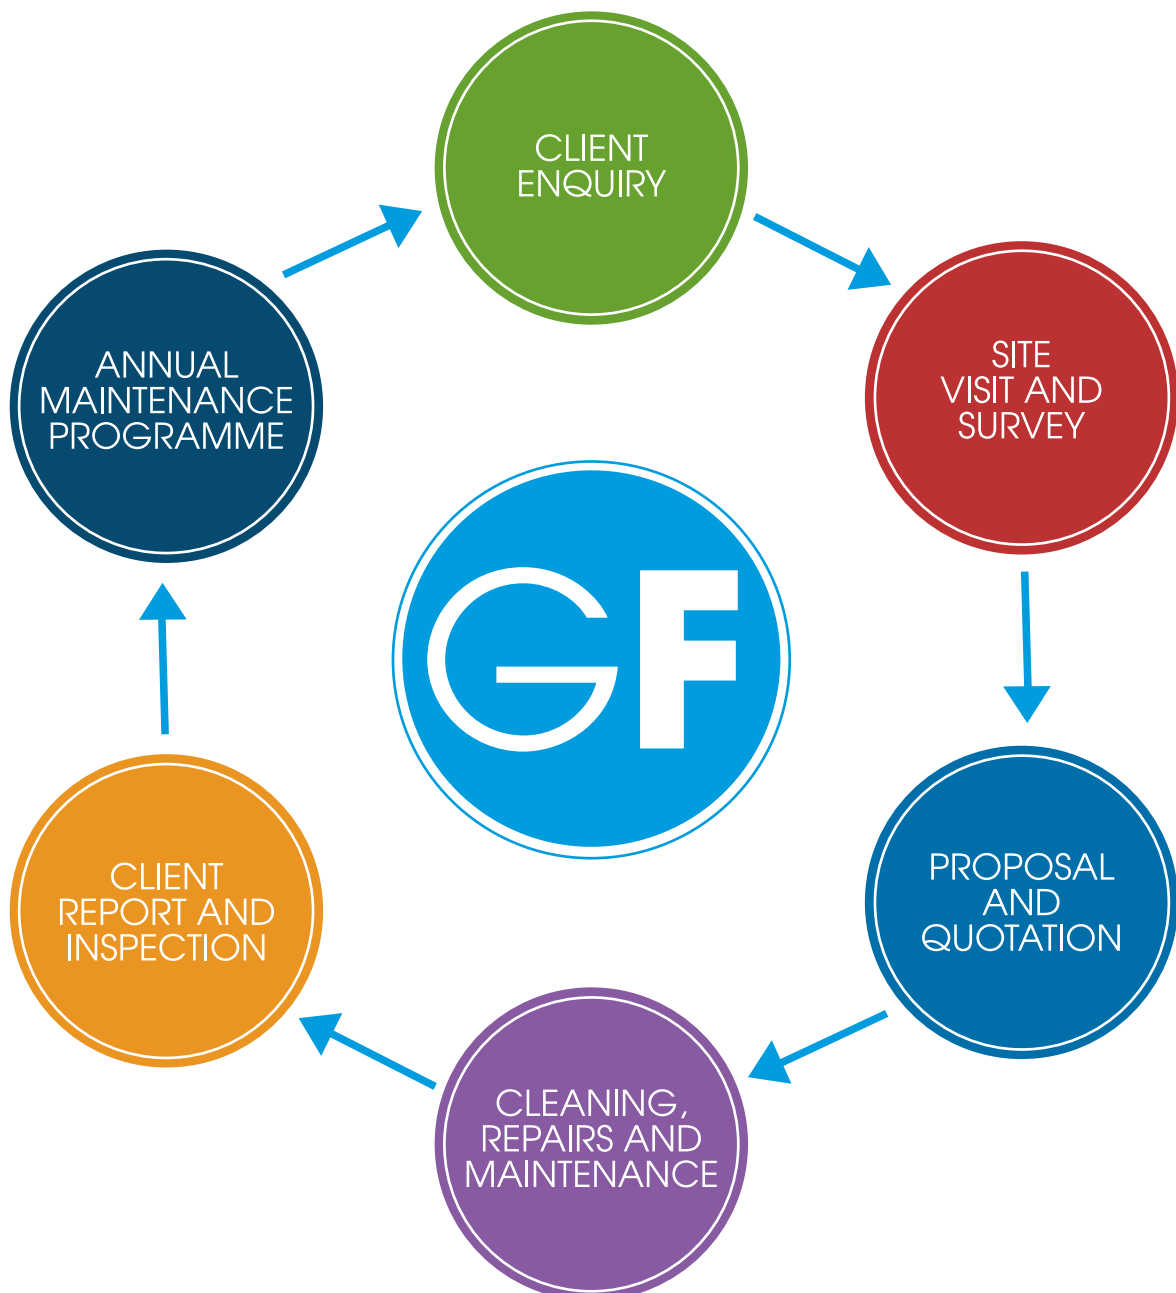 CLIENT
ENQUIRY
SITE
VISIT AND
SURVEY
PROPOSAL
AND
QUOTATION
CLEANING,
REPAIRS AND
MAINTENANCE
CLIENT
REPORT AND
INSPECTION
ANNUAL
MAINTENANCE
PROGRAMME
GF